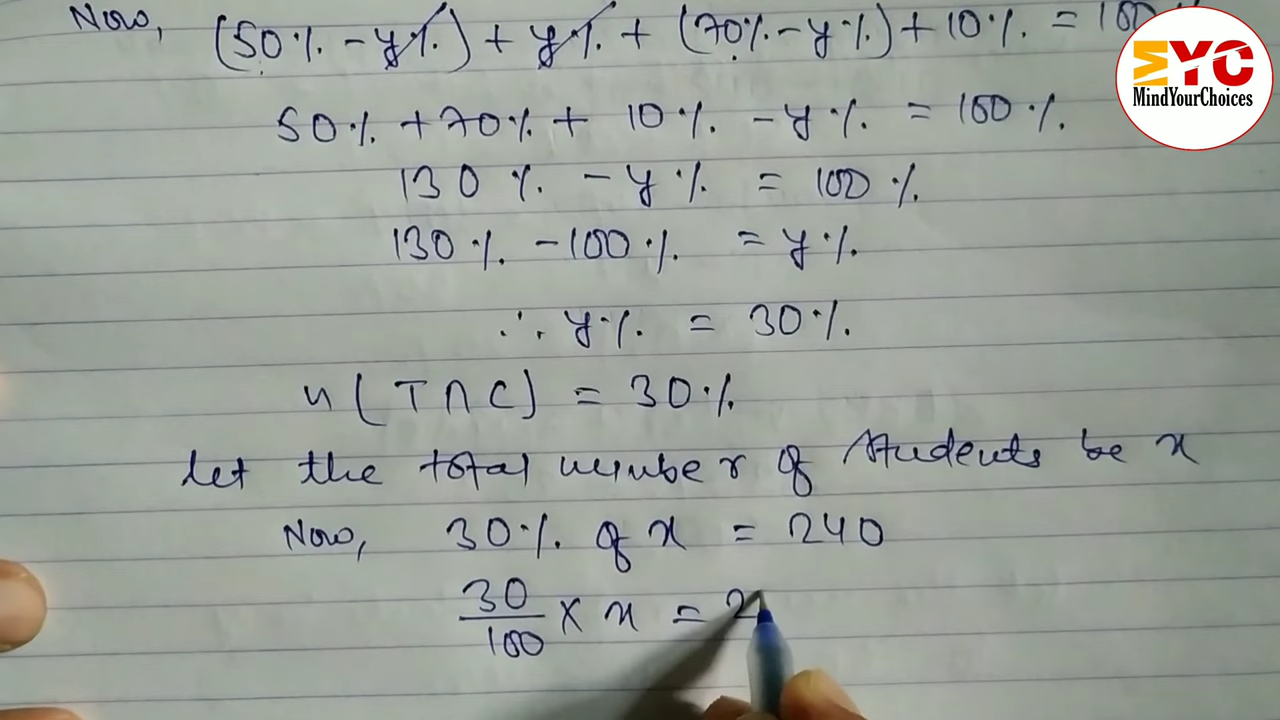 Now, (50% - y%) + y% + (70% - y%) + 10% = 100%
MYC
MindYourChoices
50% + 70% + 10% - y% = 100%.
130% - y% = 100%
130% - 100% = y%.
∴ y% = 30%.
n(T∩C) = 30%
Let the total number of students be x
Now, 30% of x = 240
30/100 × x = 2